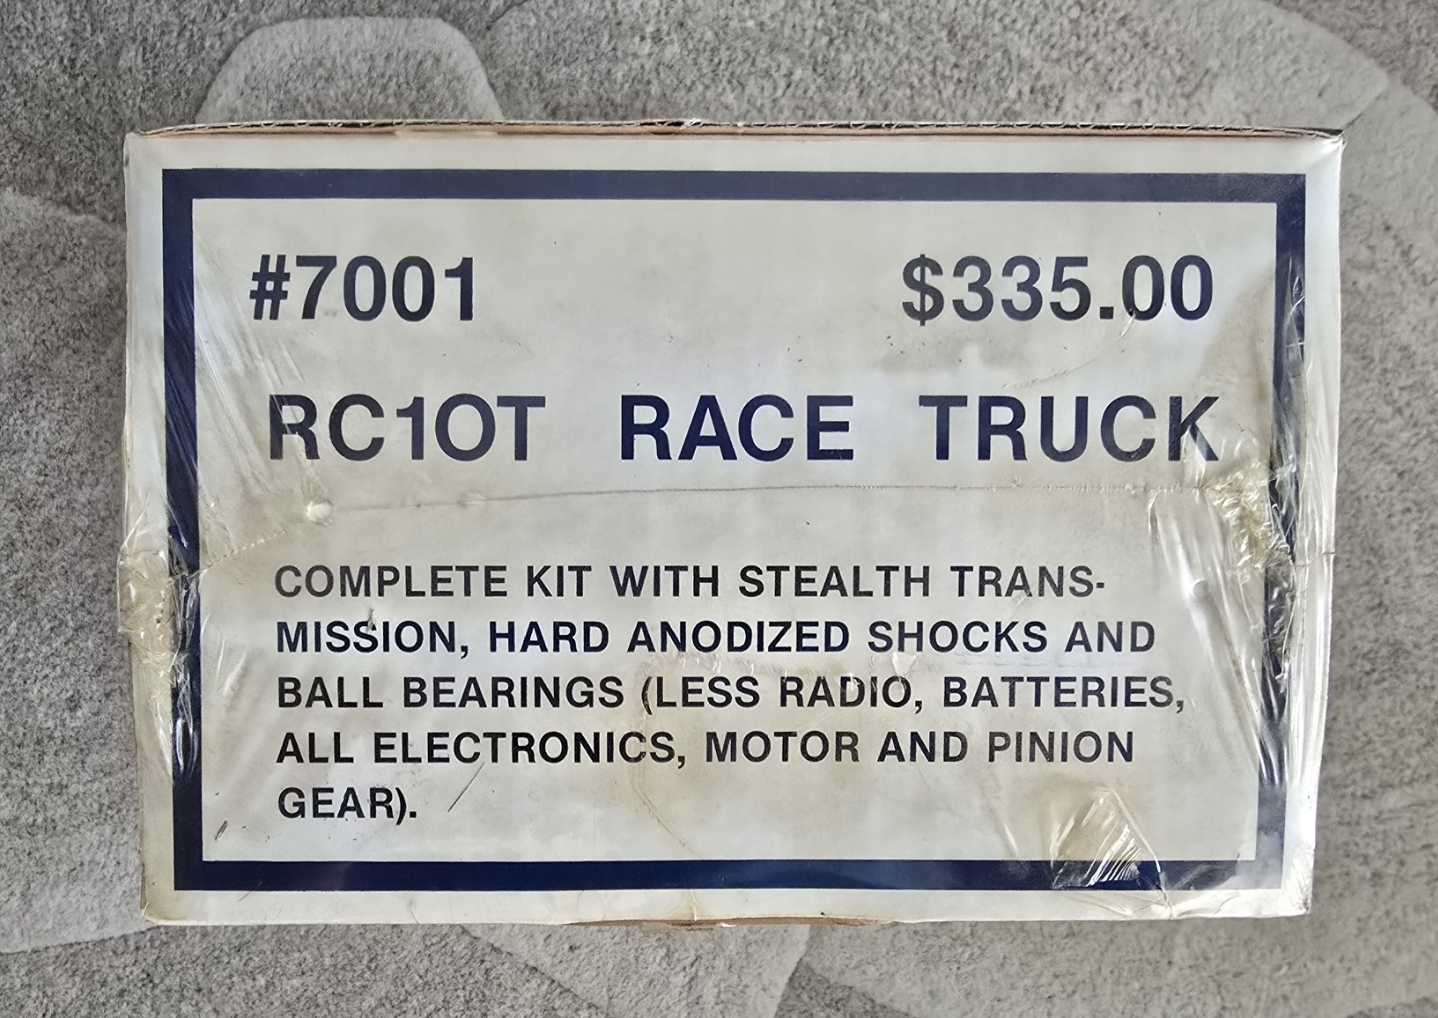 #7001 $335.00
RC10T RACE TRUCK
COMPLETE KIT WITH STEALTH TRANS-
MISSION, HARD ANODIZED SHOCKS AND
BALL BEARINGS (LESS RADIO, BATTERIES,
ALL ELECTRONICS, MOTOR AND PINION
GEAR).